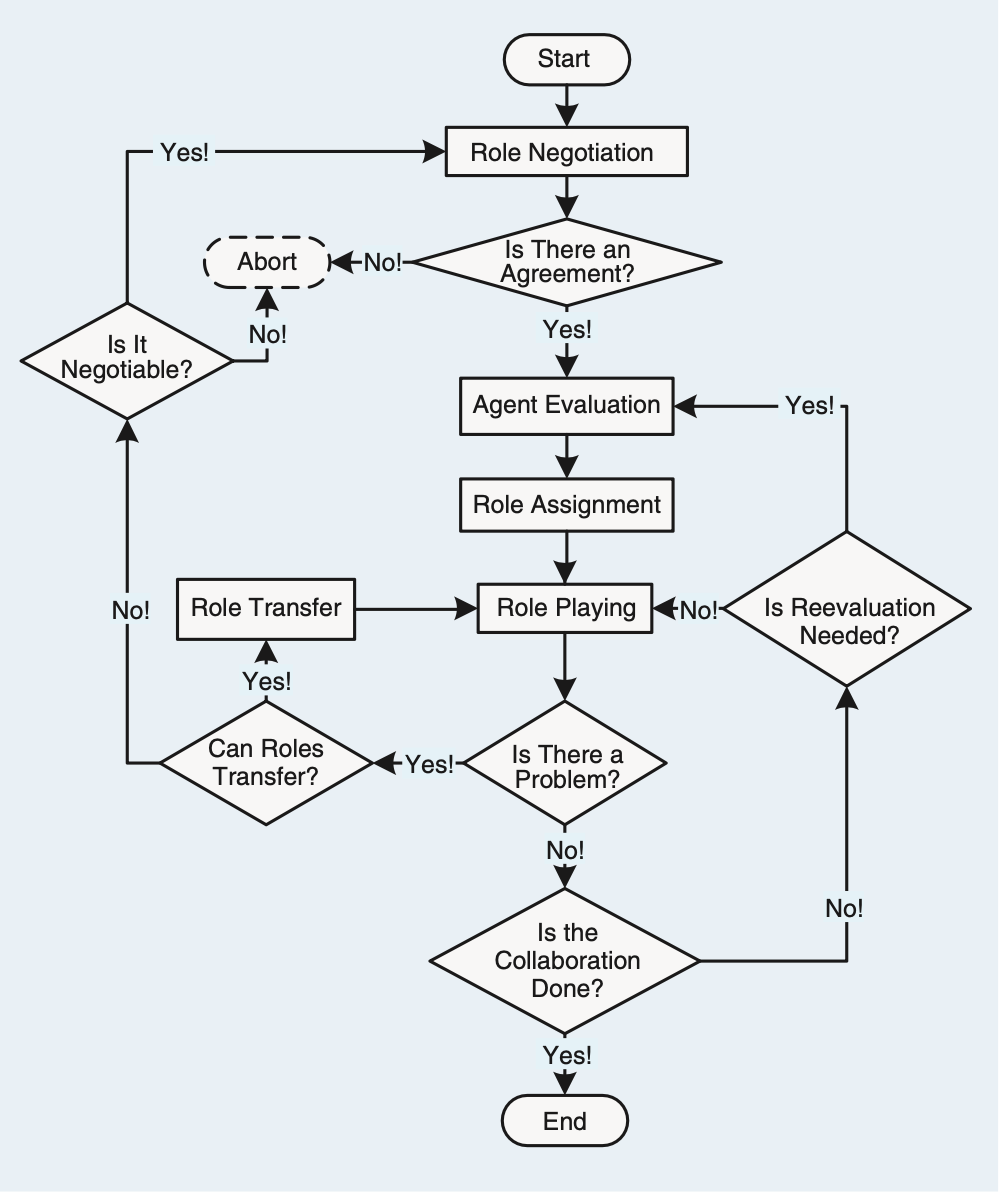 Start
Yes!
Role Negotiation
Abort
No!
Is There an
Agreement?
Yes!
No!
Is It
Negotiable?
Agent Evaluation
Yes!
Role Assignment
No!
Role Transfer
Role Playing
No!
Is Reevaluation
Needed?
Yes!
Can Roles
Transfer?
Yes!
Is There a
Problem?
No!
Is the
Collaboration
Done?
No!
Yes!
End